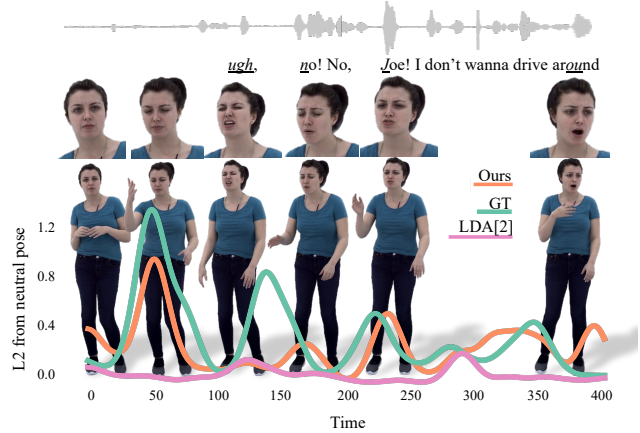 ugh, no! No, Joe! I don't wanna drive around
Ours
GT
LDA[2]
L2 from neutral pose
1.2
0.8
0.4
0.0
0 50 100 150 200 250 300 350 400
Time